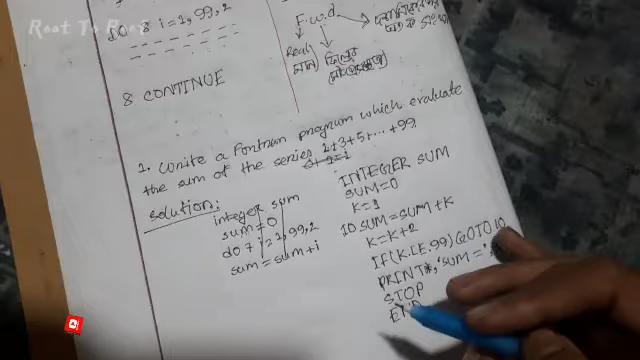 Root To Root
DO 8 i=1,99,2
8 CONTINUE
F.w.d
Real
1. Write a Fortran program which evaluate
the sum of the series 1+3+5+...+99
Solution:
integer sum
sum=0
do 7 i=1,99,2
sum=sum+i
INTEGER SUM
SUM=0
K=1
10 SUM=SUM+K
K=K+2
IF(K.LE.99) GOTO 10
PRINT*,'SUM='
STOP